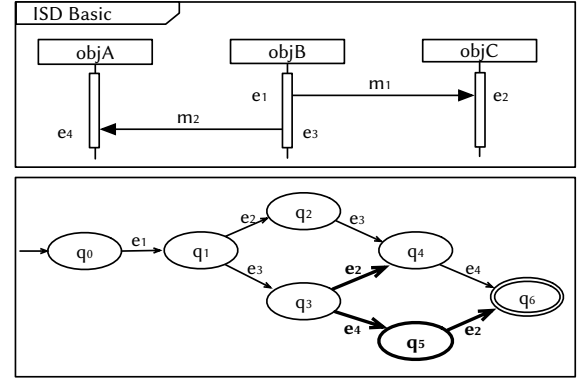 ISD Basic
objA objB objC
e1 m1 e2
e4 m2 e3
q0 e1 q1 e2 q2 e3 q4 e4 q6
e3 q3 e2
e4 q5 e2